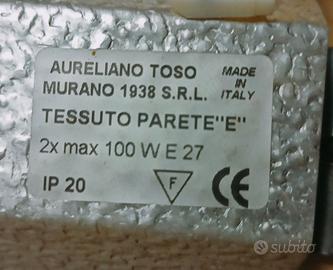 AURELIANO TOSO
MURANO 1938 S.R.L.
MADE IN ITALY
TESSUTO PARETE"E"
2x max 100 W E 27
IP 20
F
CE
subito